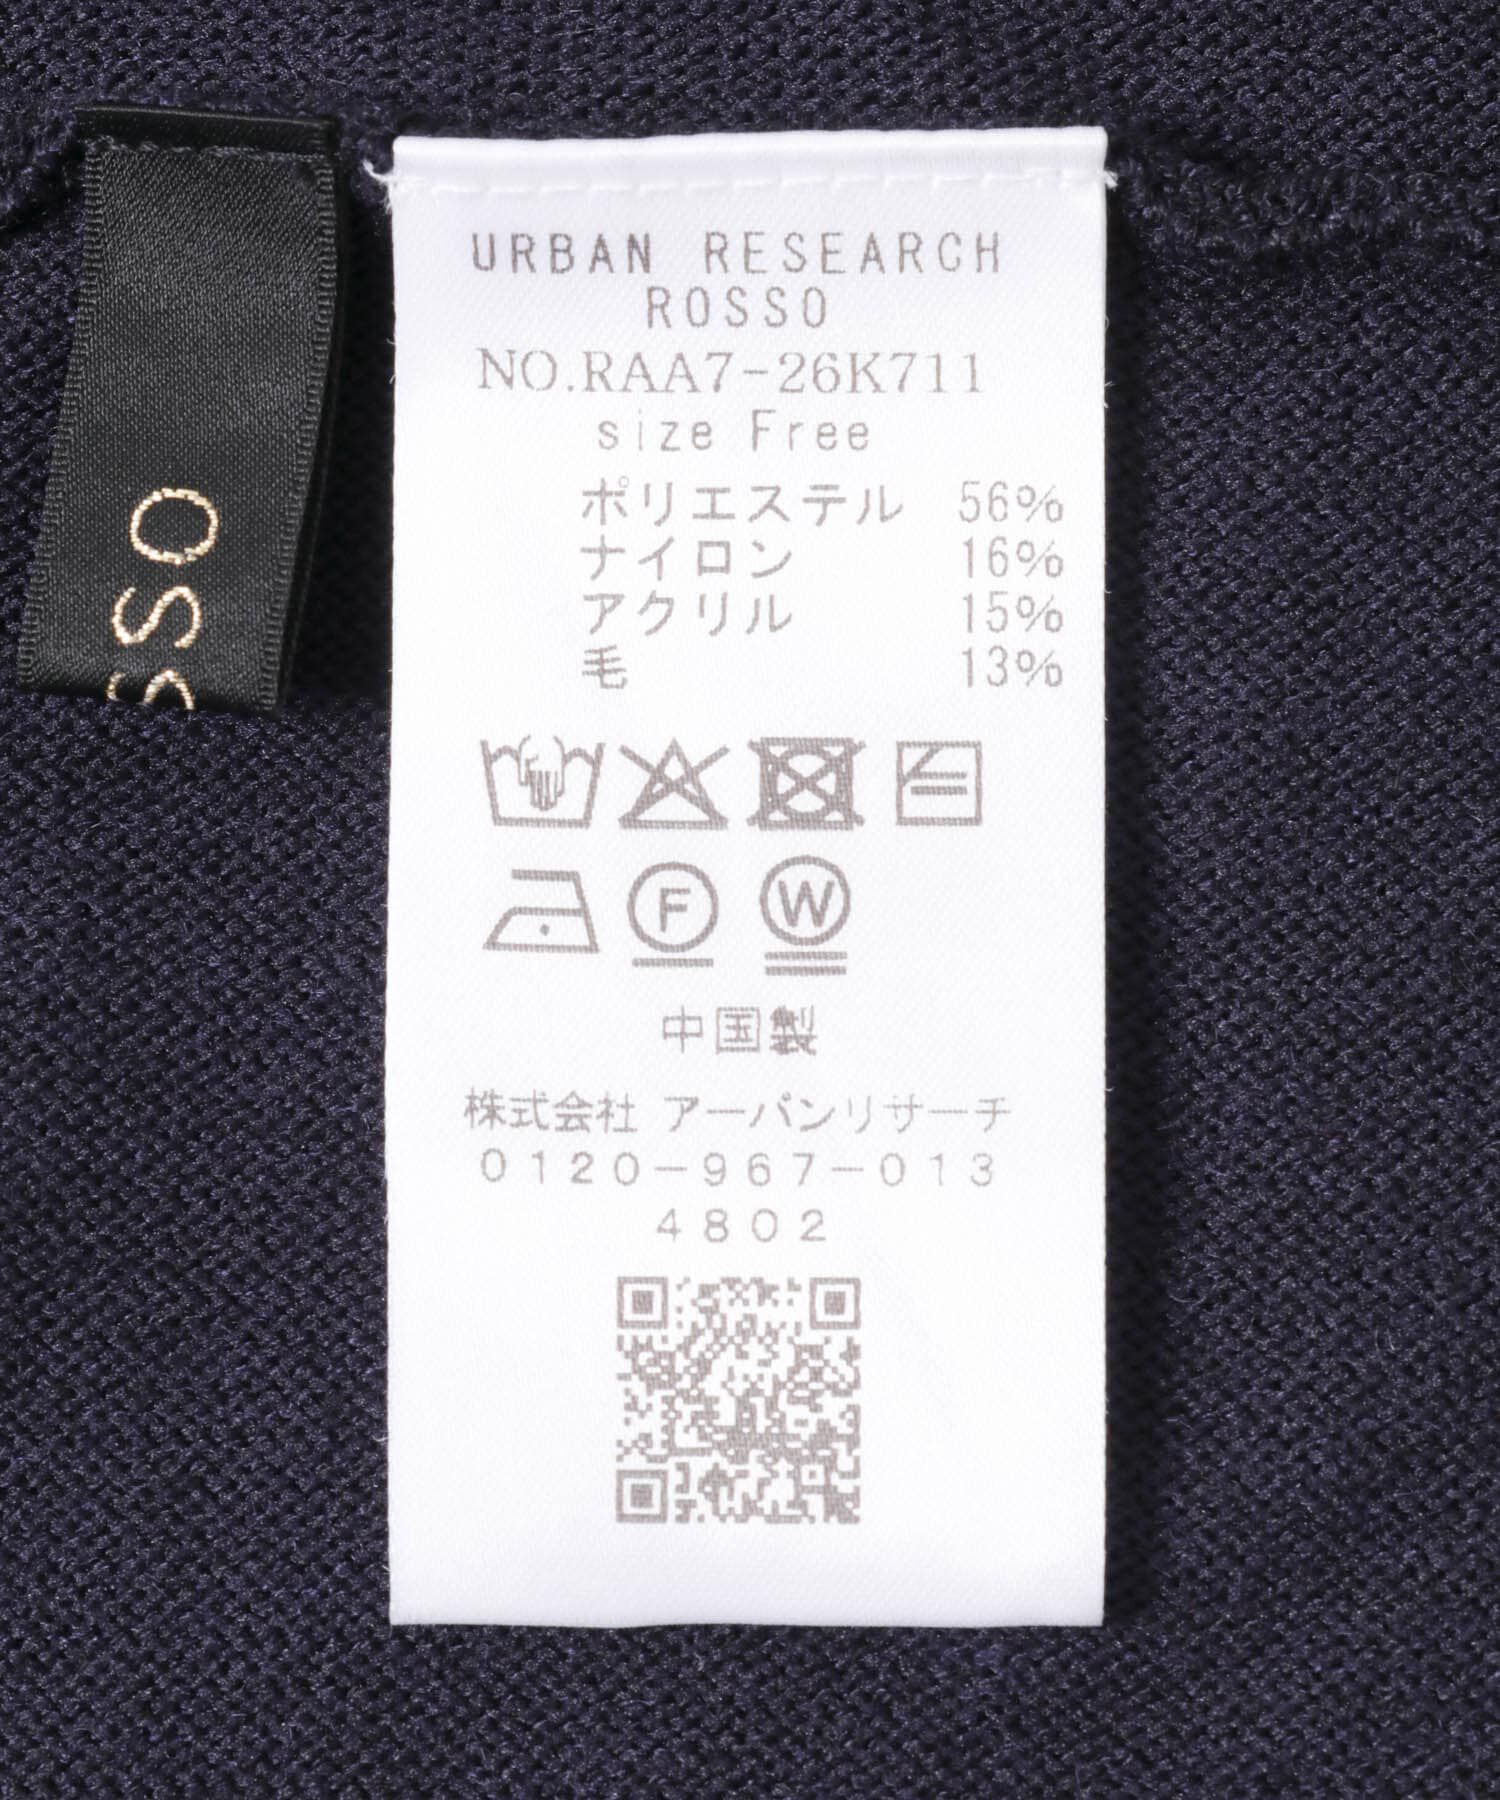 URBAN RESEARCH
ROSSO
NO.RAA7-26K711
size Free
ポリエステル 56%
ナイロン 16%
アクリル 15%
毛 13%
F W
中国製
株式会社 アーバンリサーチ
0120-967-013
4802
SSO